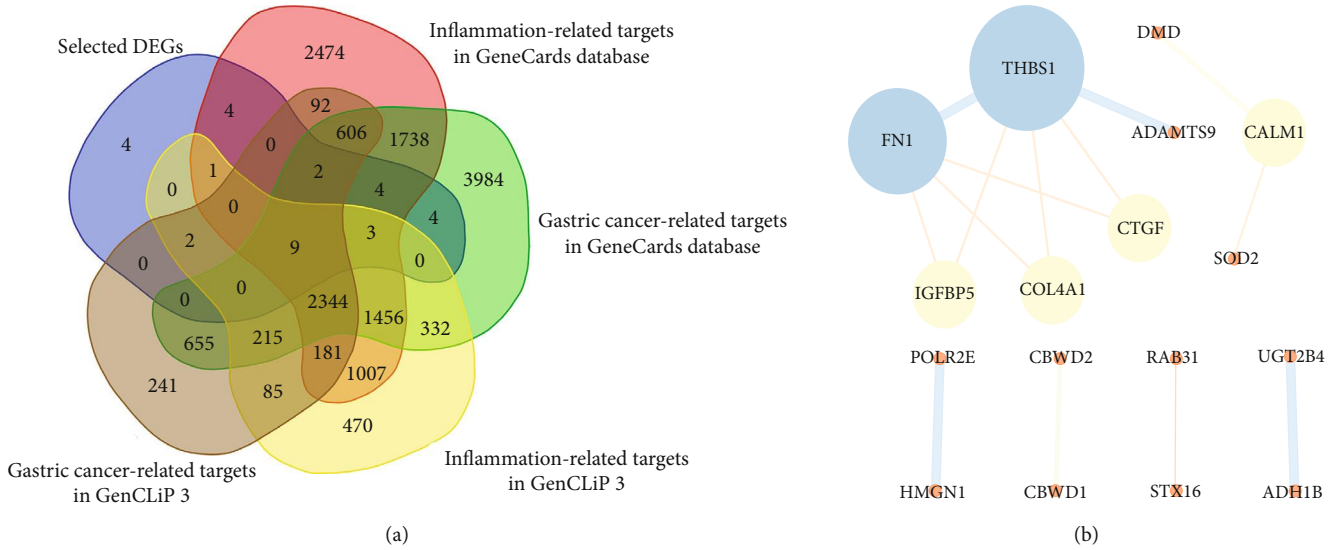 Selected DEGs
Inflammation-related targets
in GeneCards database
2474
4
4
0
92
606
1738
3984
0
1
2
4
4
Gastric cancer-related targets
in GeneCards database
2
0
9
3
0
0
0
0
2344
1456
332
655
215
181
1007
241
85
470
Gastric cancer-related targets
in GenCLiP 3
Inflammation-related targets
in GenCLiP 3
(a)
DMD
THBS1
FN1
ADAMTS9
CALM1
CTGF
SOD2
IGFBP5
COL4A1
POLR2E
CBWD2
RAB31
UGT2B4
HMGN1
CBWD1
STX16
ADH1B
(b)